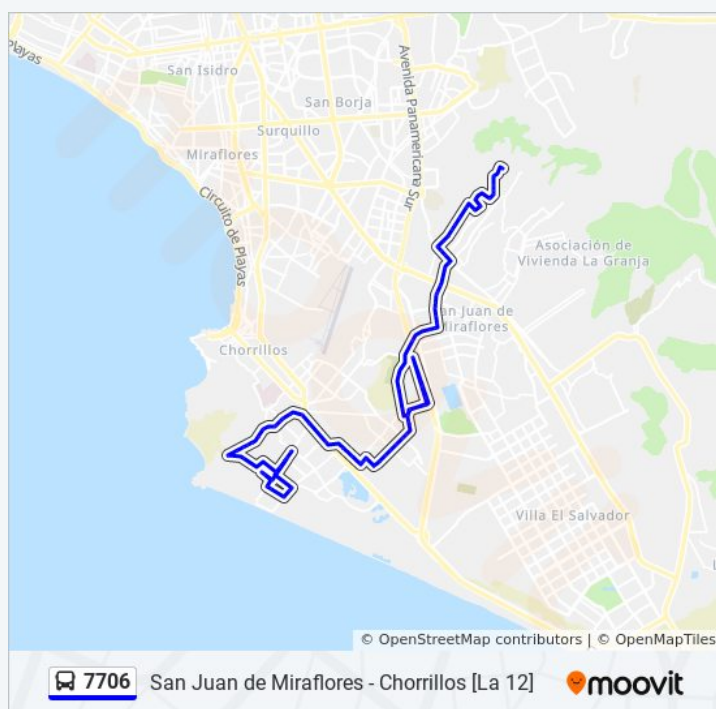 Playas
San Isidro
San Borja
Avenida Panamericana Sur
Surquillo
Miraflores
Circuito de Playas
Asociación de
Vivienda La Granja
San Juan de
Miraflores
Chorrillos
Villa El Salvador
© OpenStreetMap contributors | © OpenMapTiles
7706 San Juan de Miraflores - Chorrillos [La 12] moovit